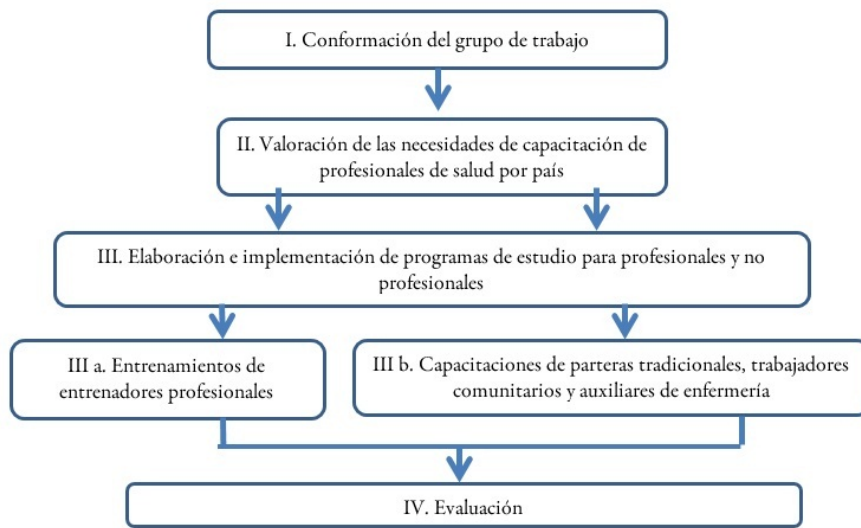 I. Conformación del grupo de trabajo
II. Valoración de las necesidades de capacitación de
profesionales de salud por país
III. Elaboración e implementación de programas de estudio para profesionales y no
profesionales
III a. Entrenamientos de
entrenadores profesionales
III b. Capacitaciones de parteras tradicionales, trabajadores
comunitarios y auxiliares de enfermería
IV. Evaluación